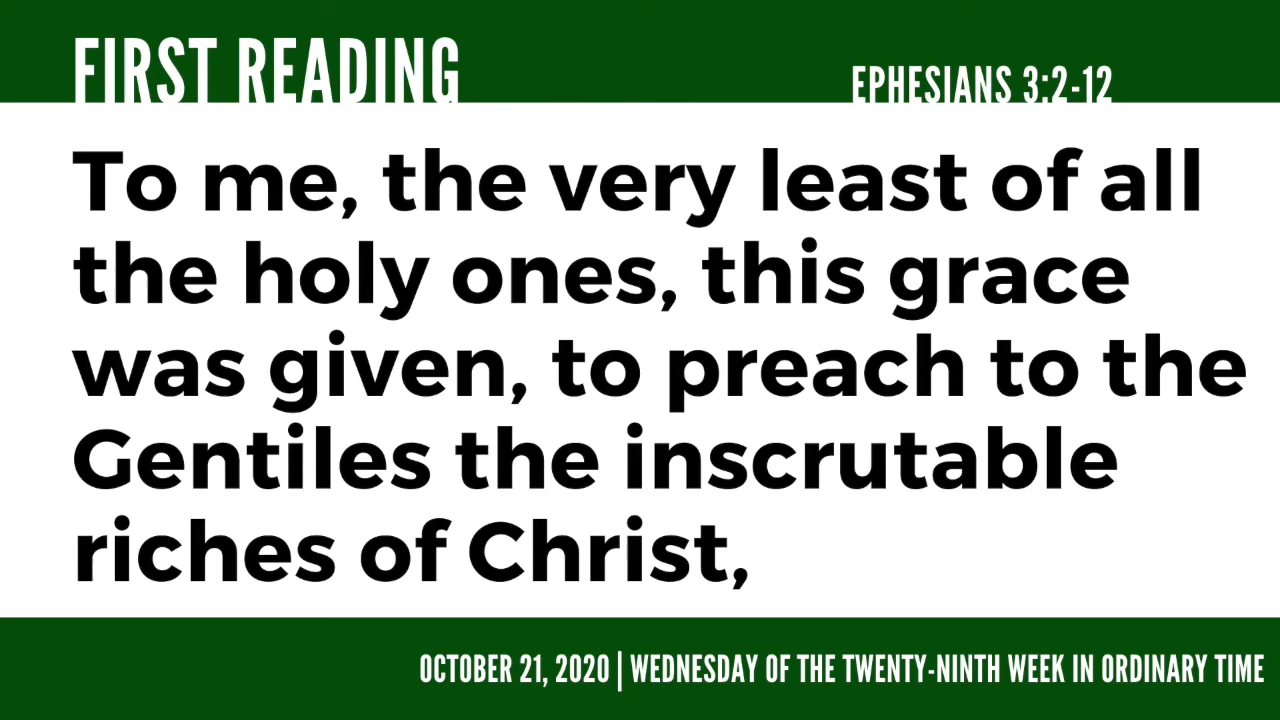 FIRST READING
EPHESIANS 3:2-12
To me, the very least of all
the holy ones, this grace
was given, to preach to the
Gentiles the inscrutable
riches of Christ,
OCTOBER 21, 2020 | WEDNESDAY OF THE TWENTY-NINTH WEEK IN ORDINARY TIME